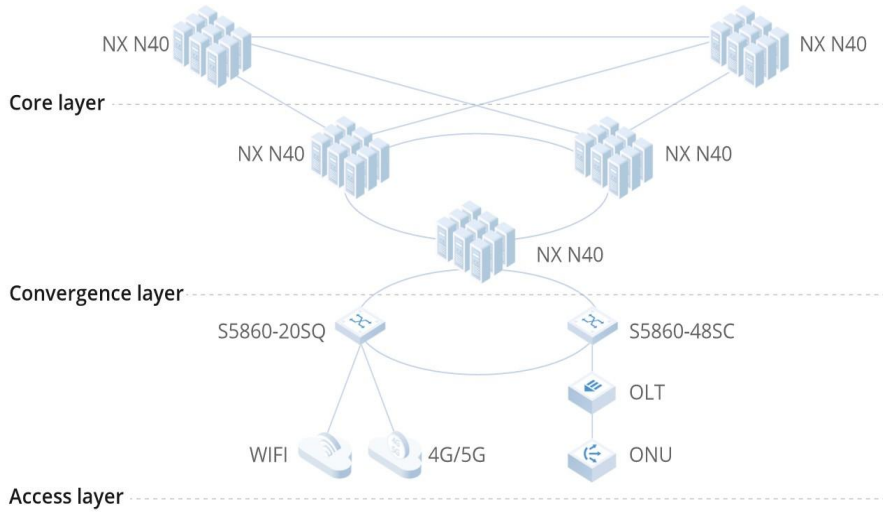 NX N40
NX N40
Core layer
NX N40
NX N40
NX N40
Convergence layer
S5860-20SQ
S5860-48SC
OLT
WIFI
4G/5G
ONU
Access layer